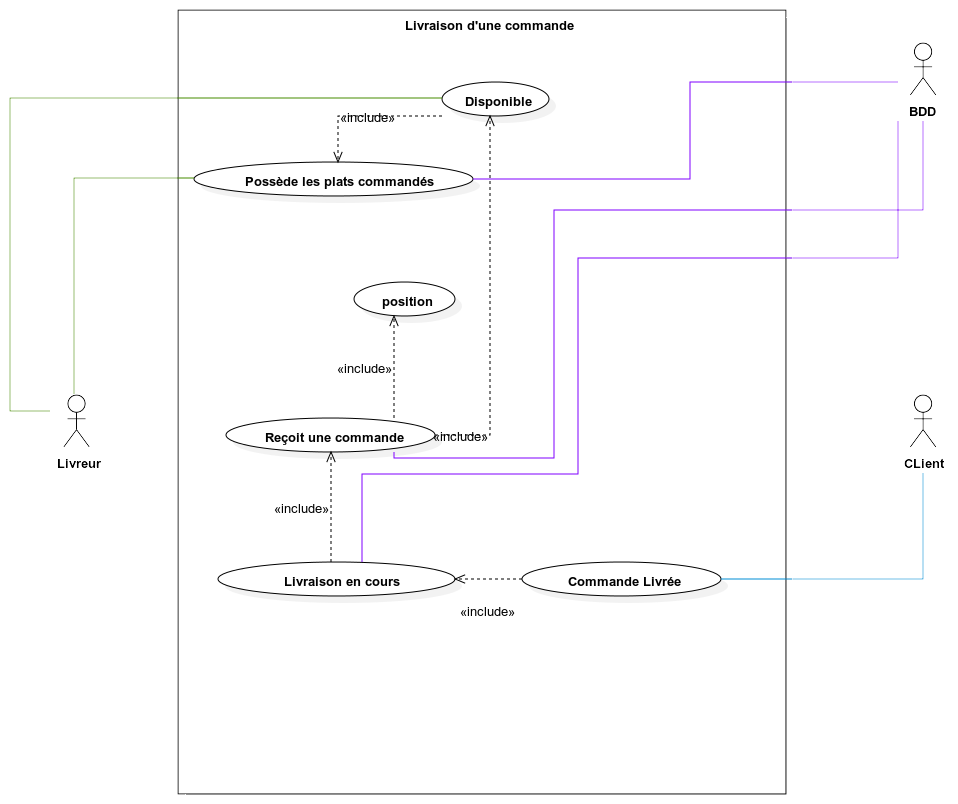 Livraison d'une commande
Disponible
BDD
«include»
Possède les plats commandés
position
«include»
Reçoit une commande
«include»
Livreur
CLient
«include»
Livraison en cours
Commande Livrée
«include»